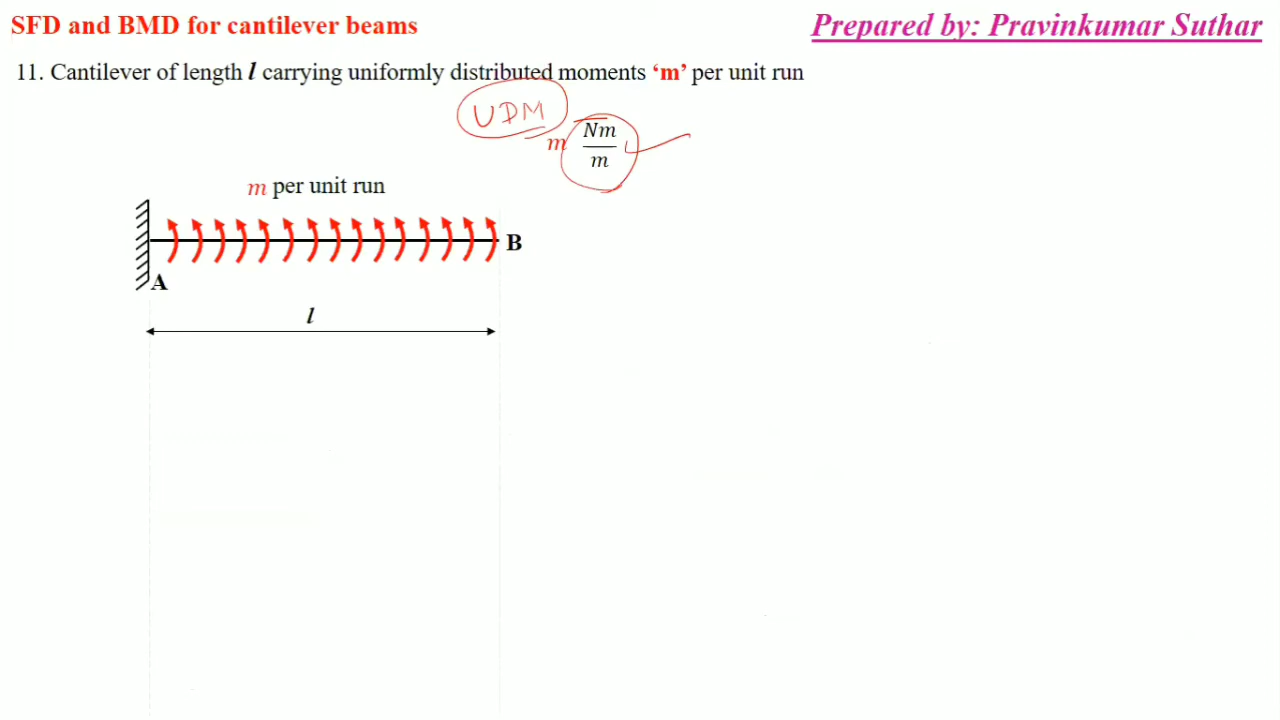 SFD and BMD for cantilever beams
Prepared by: Pravinkumar Suthar
11. Cantilever of length l carrying uniformly distributed moments ‘m’ per unit run
UDM
m Nm/m
m per unit run
B
A
l